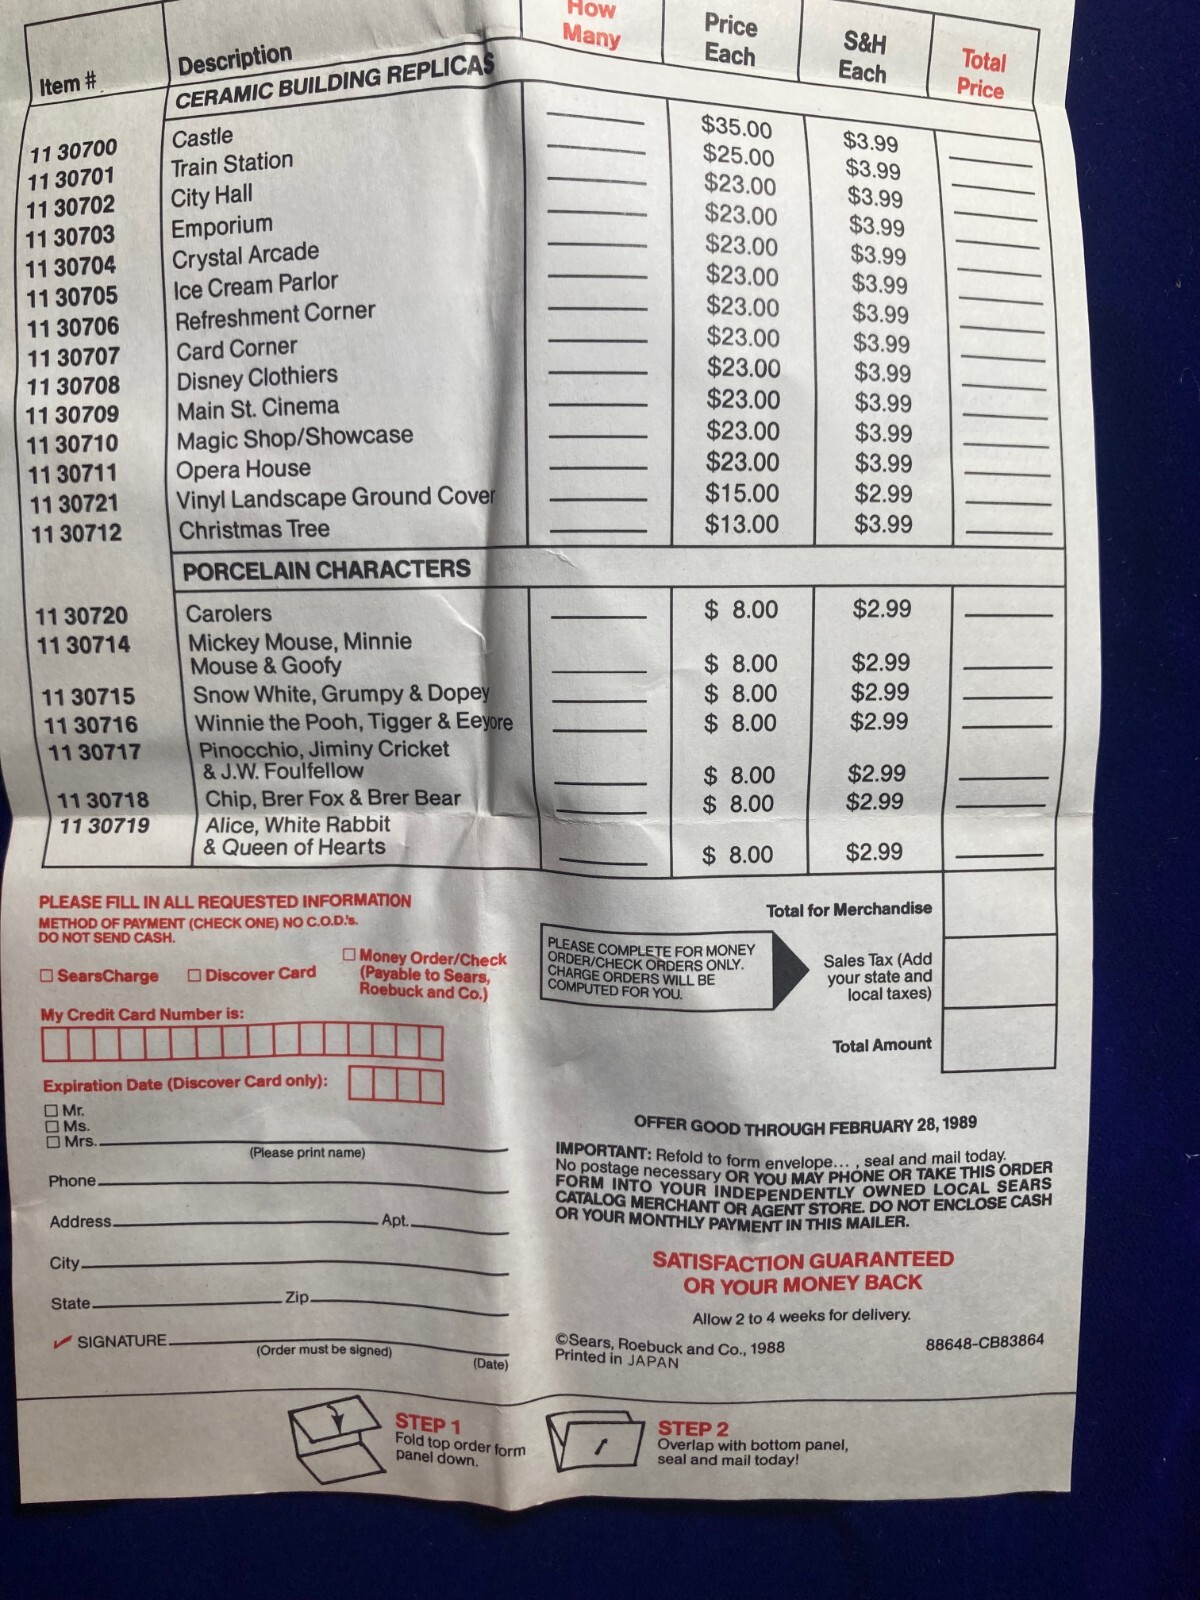 Item # Description How Many Price Each S&H Each Total Price
CERAMIC BUILDING REPLICAS
11 30700 Castle $35.00 $3.99
11 30701 Train Station $25.00 $3.99
11 30702 City Hall $23.00 $3.99
11 30703 Emporium $23.00 $3.99
11 30704 Crystal Arcade $23.00 $3.99
11 30705 Ice Cream Parlor $23.00 $3.99
11 30706 Refreshment Corner $23.00 $3.99
11 30707 Card Corner $23.00 $3.99
11 30708 Disney Clothiers $23.00 $3.99
11 30709 Main St. Cinema $23.00 $3.99
11 30710 Magic Shop/Showcase $23.00 $3.99
11 30711 Opera House $23.00 $3.99
11 30721 Vinyl Landscape Ground Cover $15.00 $2.99
11 30712 Christmas Tree $13.00 $3.99
PORCELAIN CHARACTERS
11 30720 Carolers $ 8.00 $2.99
11 30714 Mickey Mouse, Minnie
Mouse & Goofy $ 8.00 $2.99
11 30715 Snow White, Grumpy & Dopey $ 8.00 $2.99
11 30716 Winnie the Pooh, Tigger & Eeyore $ 8.00 $2.99
11 30717 Pinocchio, Jiminy Cricket
& J.W. Foulfellow $ 8.00 $2.99
11 30718 Chip, Brer Fox & Brer Bear $ 8.00 $2.99
11 30719 Alice, White Rabbit
& Queen of Hearts $ 8.00 $2.99
PLEASE FILL IN ALL REQUESTED INFORMATION
METHOD OF PAYMENT (CHECK ONE) NO C.O.D.'s.
DO NOT SEND CASH.
SearsCharge Discover Card Money Order/Check
(Payable to Sears,
Roebuck and Co.)
My Credit Card Number is:
Expiration Date (Discover Card only):
Mr.
Ms.
Mrs.
(Please print name)
Phone
Address Apt.
City
State Zip
SIGNATURE
(Order must be signed)
(Date)
Total for Merchandise
PLEASE COMPLETE FOR MONEY
ORDER/CHECK ORDERS ONLY.
CHARGE ORDERS WILL BE
COMPUTED FOR YOU.
Sales Tax (Add
your state and
local taxes)
Total Amount
OFFER GOOD THROUGH FEBRUARY 28, 1989
IMPORTANT: Refold to form envelope... , seal and mail today.
No postage necessary OR YOU MAY PHONE OR TAKE THIS ORDER
FORM INTO YOUR INDEPENDENTLY OWNED LOCAL SEARS
CATALOG MERCHANT OR AGENT STORE. DO NOT ENCLOSE CASH
OR YOUR MONTHLY PAYMENT IN THIS MAILER.
SATISFACTION GUARANTEED
OR YOUR MONEY BACK
Allow 2 to 4 weeks for delivery.
©Sears, Roebuck and Co., 1988 88648-CB83864
Printed in JAPAN
STEP 1
Fold top order form
panel down.
STEP 2
Overlap with bottom panel,
seal and mail today!